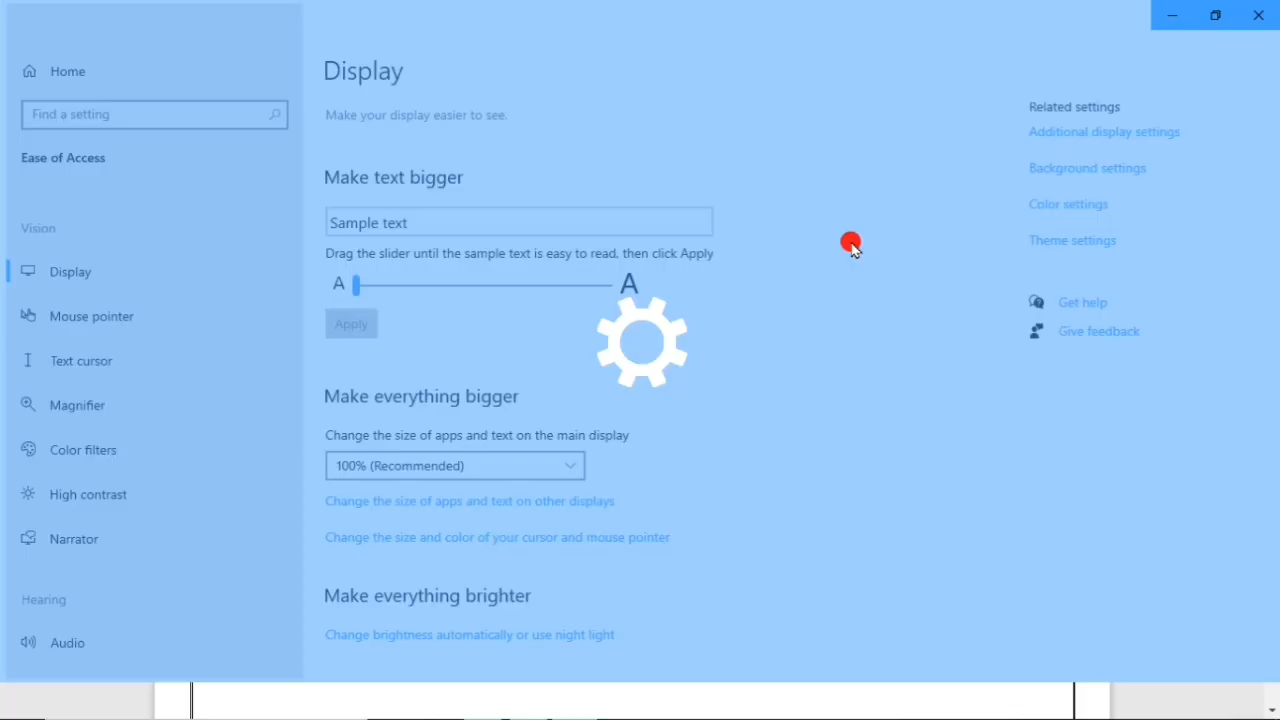 Home
Find a setting
Ease of Access
Vision
Display
Mouse pointer
Text cursor
Magnifier
Color filters
High contrast
Narrator
Hearing
Audio
Display
Make your display easier to see.
Make text bigger
Sample text
Drag the slider until the sample text is easy to read, then click Apply
A A
Apply
Make everything bigger
Change the size of apps and text on the main display
100% (Recommended)
Change the size of apps and text on other displays
Change the size and color of your cursor and mouse pointer
Make everything brighter
Change brightness automatically or use night light
Related settings
Additional display settings
Background settings
Color settings
Theme settings
Get help
Give feedback